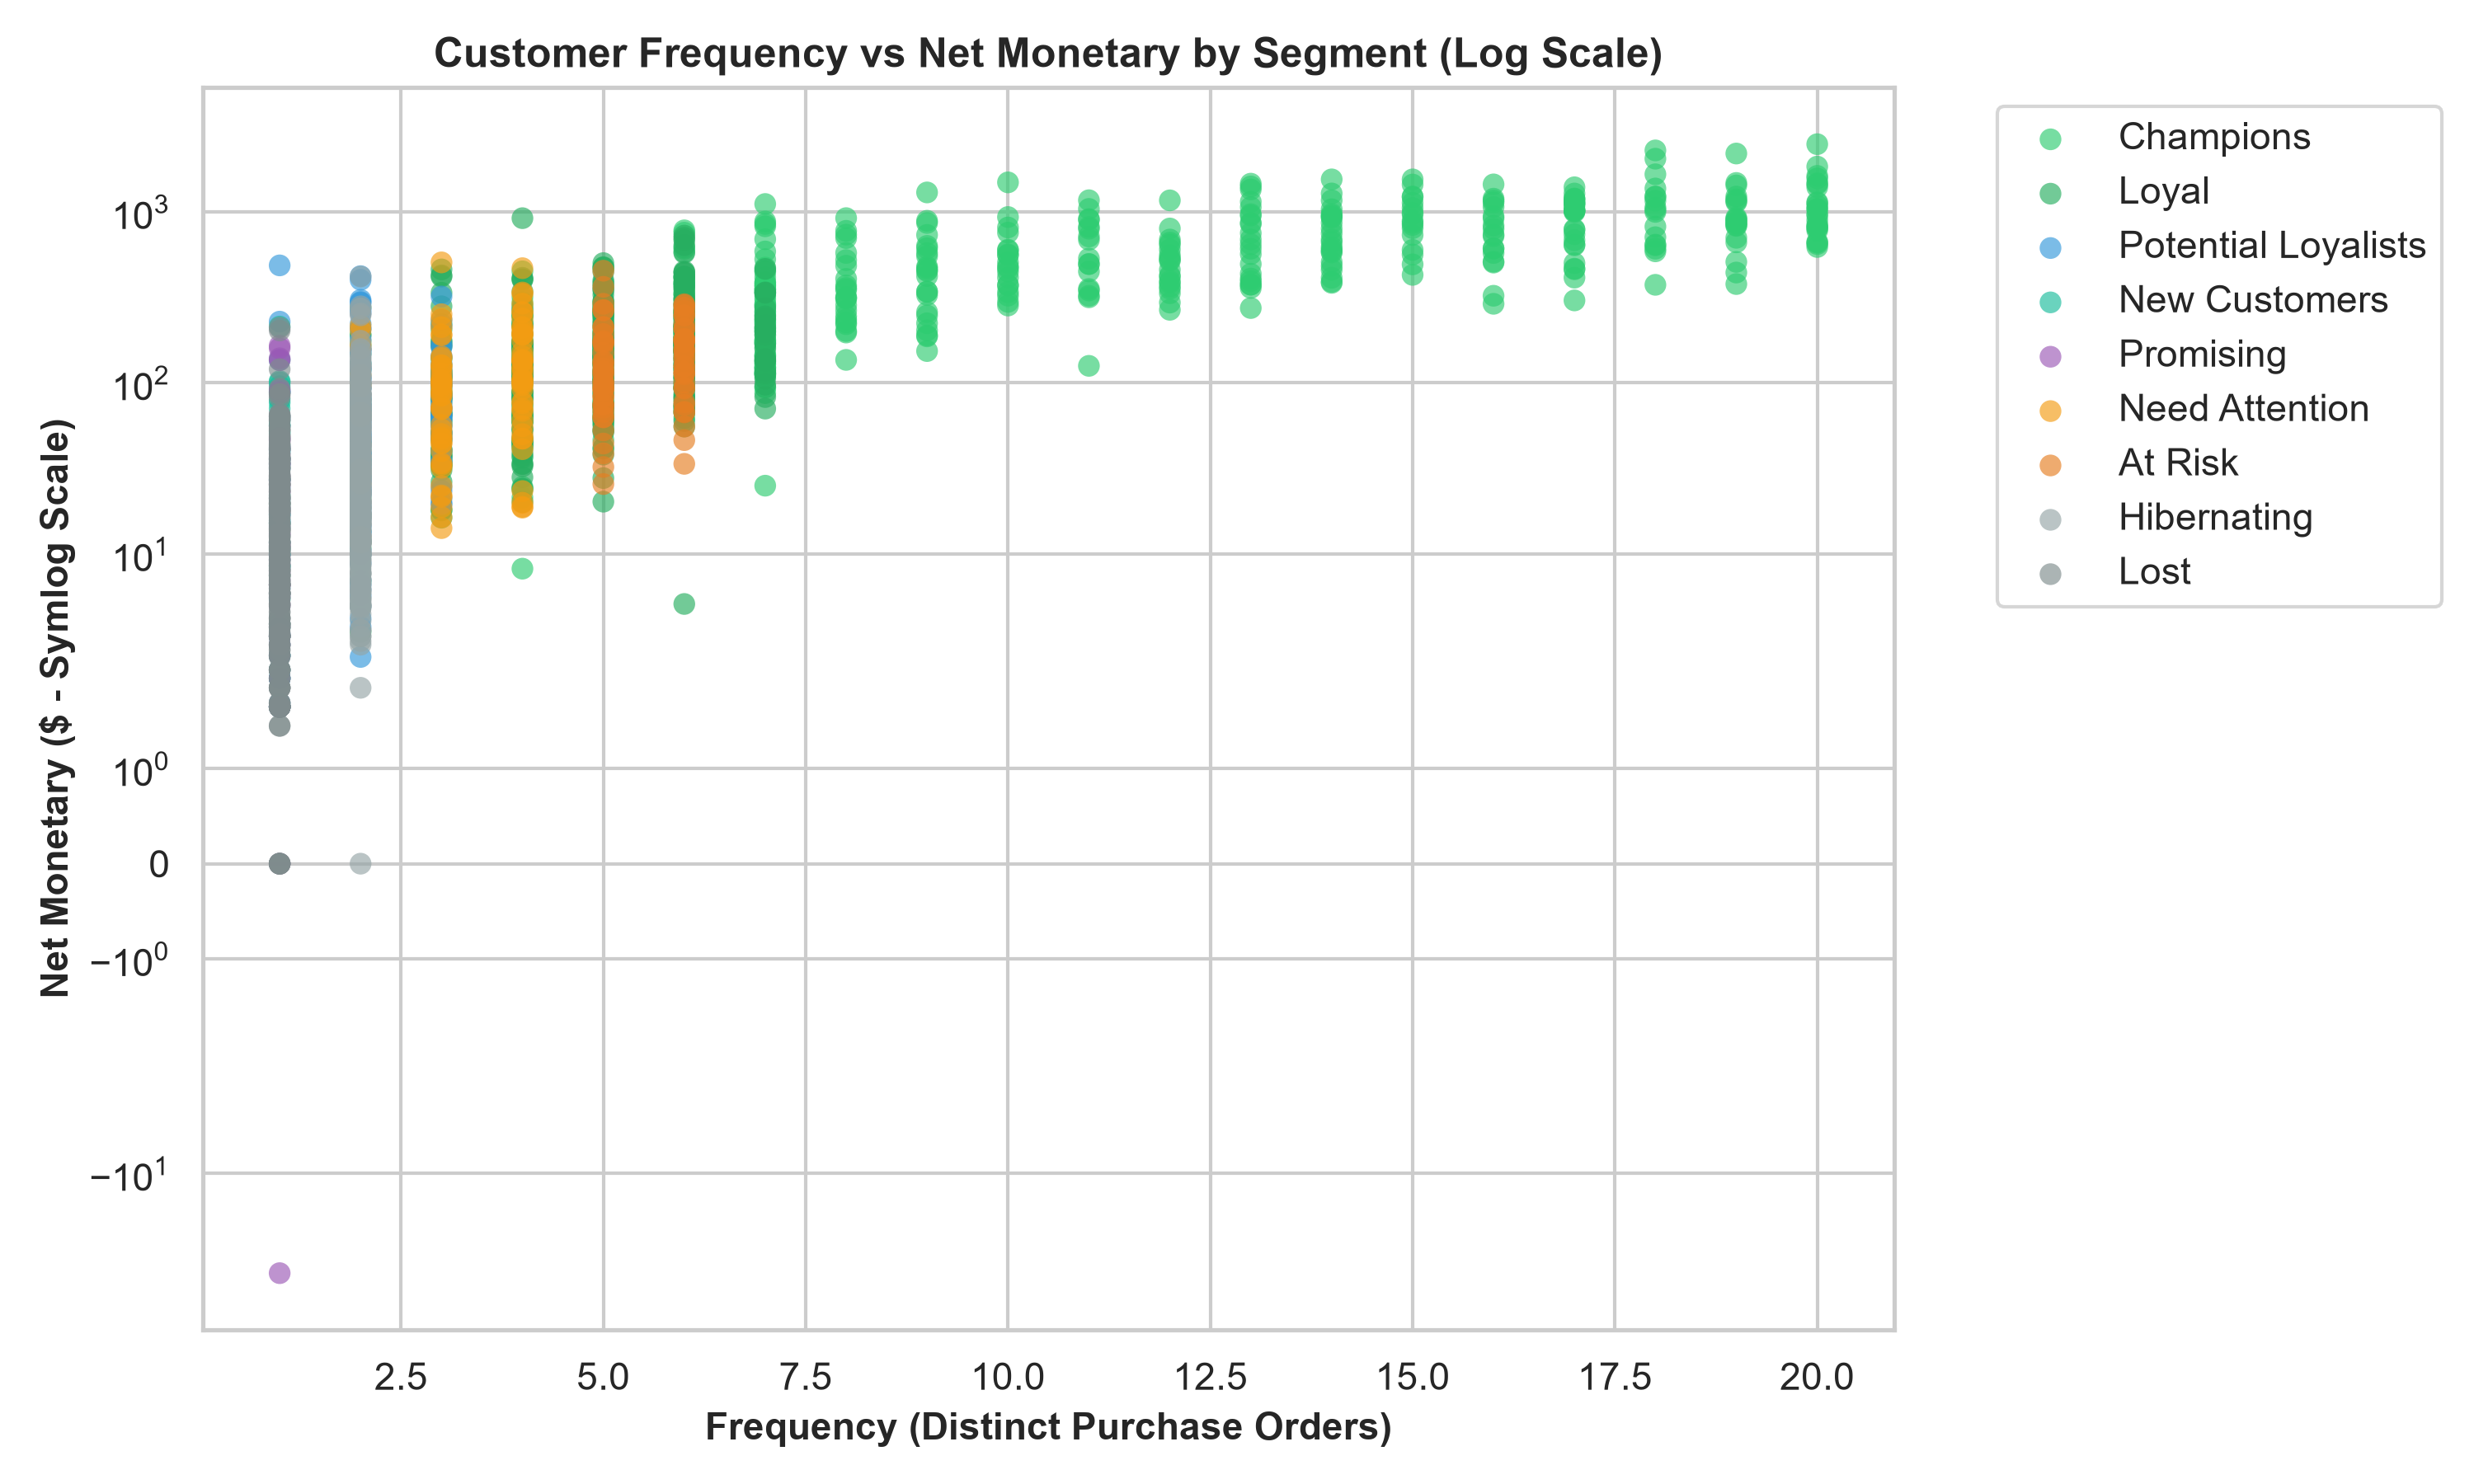 Customer Frequency vs Net Monetary by Segment (Log Scale)
Net Monetary ($ - Symlog Scale)
10³
10²
10¹
10⁰
0
−10⁰
−10¹
2.5 5.0 7.5 10.0 12.5 15.0 17.5 20.0
Frequency (Distinct Purchase Orders)
Champions
Loyal
Potential Loyalists
New Customers
Promising
Need Attention
At Risk
Hibernating
Lost